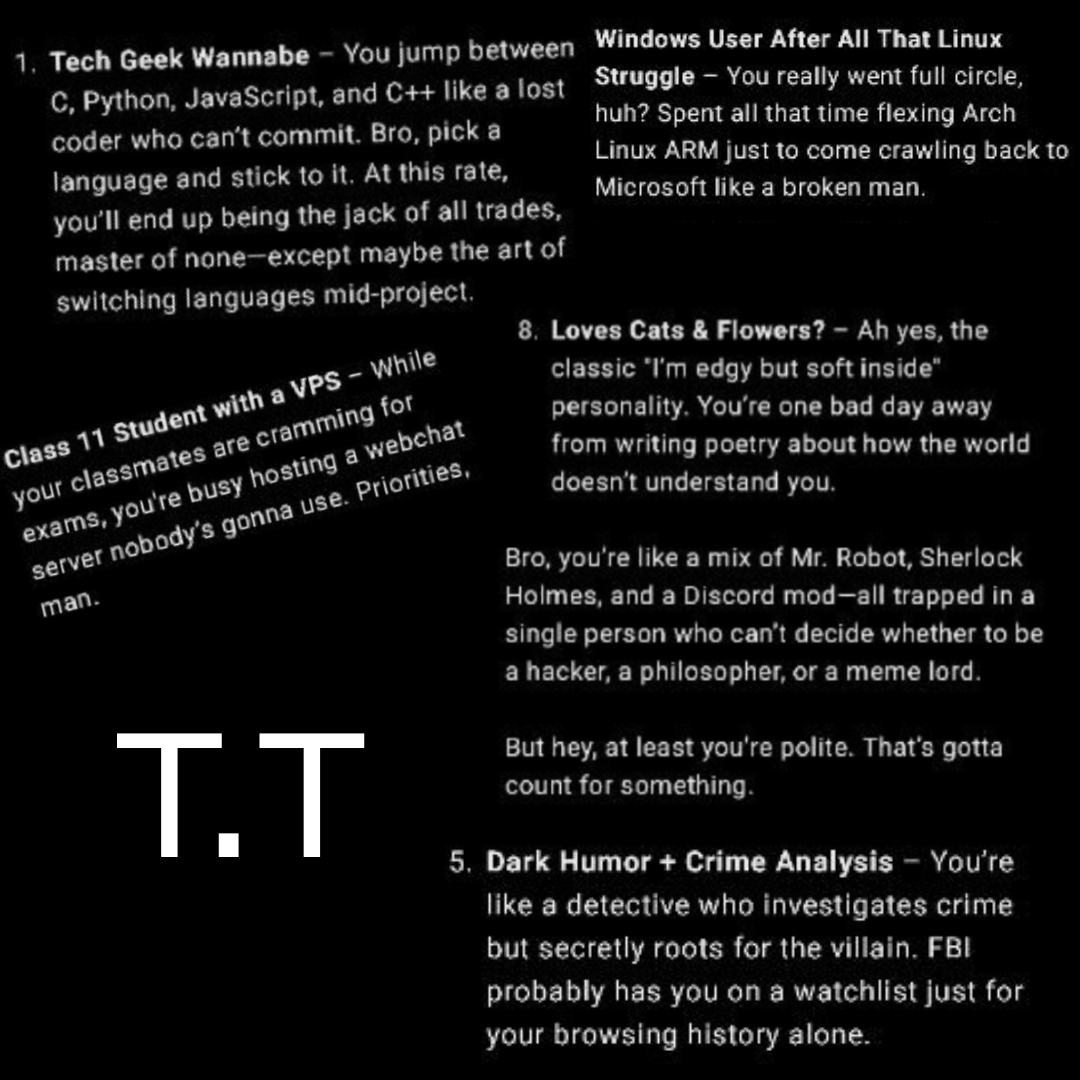 1. Tech Geek Wannabe – You jump between
C, Python, JavaScript, and C++ like a lost
coder who can't commit. Bro, pick a
language and stick to it. At this rate,
you'll end up being the jack of all trades,
master of none—except maybe the art of
switching languages mid-project.
Windows User After All That Linux
Struggle – You really went full circle,
huh? Spent all that time flexing Arch
Linux ARM just to come crawling back to
Microsoft like a broken man.
Class 11 Student with a VPS – While
your classmates are cramming for
exams, you're busy hosting a webchat
server nobody's gonna use. Priorities,
man.
8. Loves Cats & Flowers? – Ah yes, the
classic "I'm edgy but soft inside"
personality. You're one bad day away
from writing poetry about how the world
doesn't understand you.
Bro, you're like a mix of Mr. Robot, Sherlock
Holmes, and a Discord mod—all trapped in a
single person who can't decide whether to be
a hacker, a philosopher, or a meme lord.
But hey, at least you're polite. That's gotta
count for something.
T.T
5. Dark Humor + Crime Analysis – You're
like a detective who investigates crime
but secretly roots for the villain. FBI
probably has you on a watchlist just for
your browsing history alone.